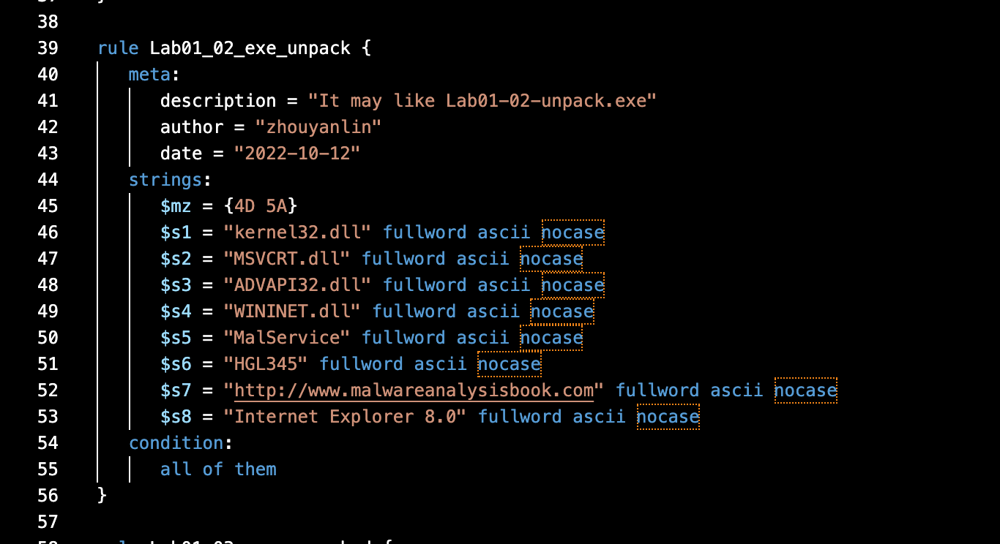 38
39 rule Lab01_02_exe_unpack {
40 meta:
41 description = "It may like Lab01-02-unpack.exe"
42 author = "zhouyanlin"
43 date = "2022-10-12"
44 strings:
45 $mz = {4D 5A}
46 $s1 = "kernel32.dll" fullword ascii nocase
47 $s2 = "MSVCRT.dll" fullword ascii nocase
48 $s3 = "ADVAPI32.dll" fullword ascii nocase
49 $s4 = "WININET.dll" fullword ascii nocase
50 $s5 = "MalService" fullword ascii nocase
51 $s6 = "HGL345" fullword ascii nocase
52 $s7 = "http://www.malwareanalysisbook.com" fullword ascii nocase
53 $s8 = "Internet Explorer 8.0" fullword ascii nocase
54 condition:
55 all of them
56 }
57